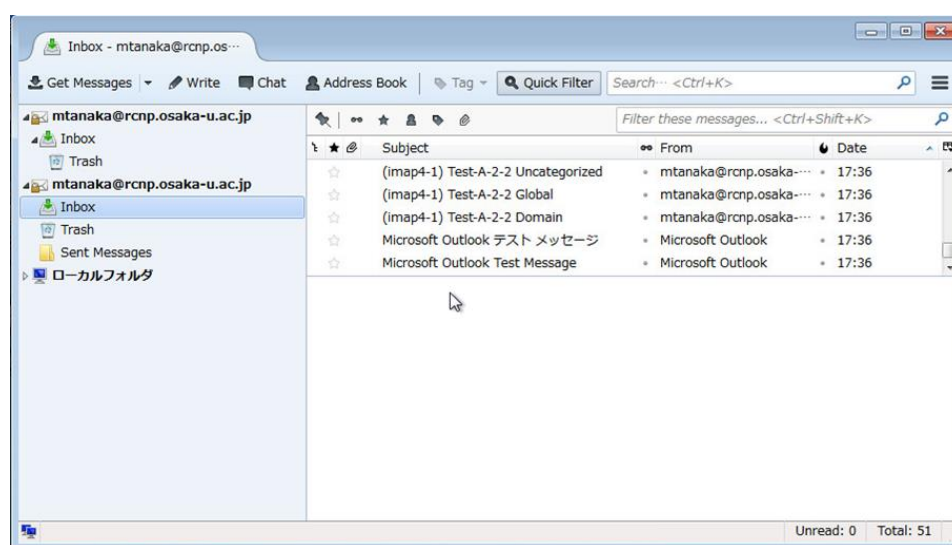 Inbox - mtanaka@rcnp.os…
Get Messages Write Chat Address Book Tag Quick Filter Search… <Ctrl+K>
mtanaka@rcnp.osaka-u.ac.jp
Inbox
Trash
mtanaka@rcnp.osaka-u.ac.jp
Inbox
Trash
Sent Messages
ローカルフォルダ
Filter these messages... <Ctrl+Shift+K>
Subject From Date
(imap4-1) Test-A-2-2 Uncategorized mtanaka@rcnp.osaka-… 17:36
(imap4-1) Test-A-2-2 Global mtanaka@rcnp.osaka-… 17:36
(imap4-1) Test-A-2-2 Domain mtanaka@rcnp.osaka-… 17:36
Microsoft Outlook テスト メッセージ Microsoft Outlook 17:36
Microsoft Outlook Test Message Microsoft Outlook 17:36
Unread: 0 Total: 51